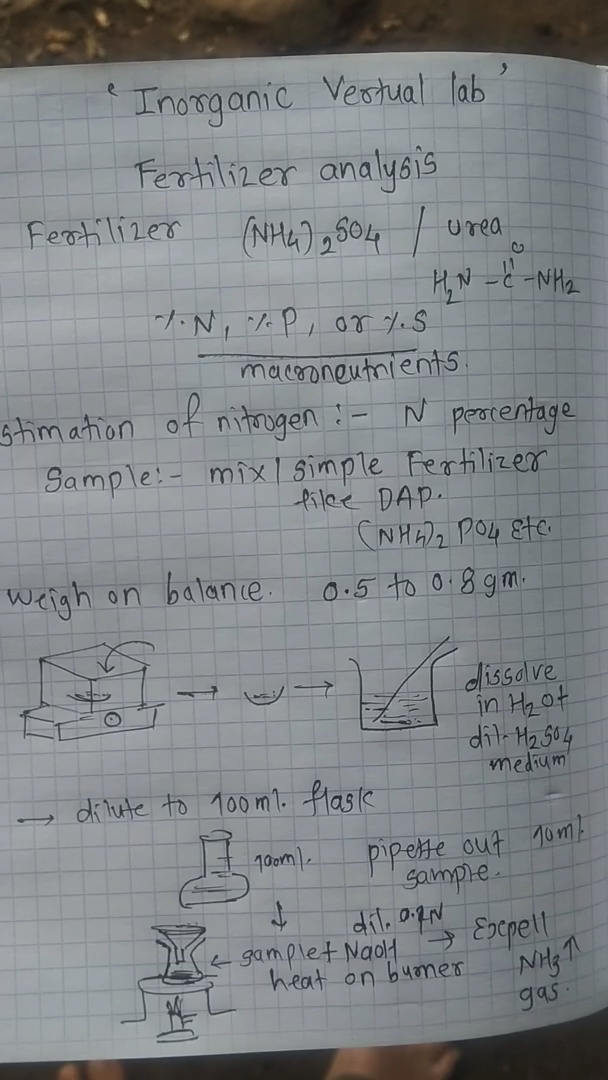 ‘ Inorganic Vertual lab ’
Fertilizer analysis
Fertilizer (NH4)2SO4 / urea
O
H2N - C - NH2
%N, %P, or %S
macroneutrients.
stimation of nitrogen :- N percentage
Sample:- mix/simple Fertilizer
like DAP.
(NH4)2 PO4 Etc.
Weigh on balance. 0.5 to 0.8 gm.
dissolve
in H2O+
dil. H2SO4
medium
→ dilute to 100ml. flask
100ml. pipette out 10ml
sample.
↓ dil. 0.1N
← sample+ NaOH → Excpell
heat on burner NH3↑
gas.